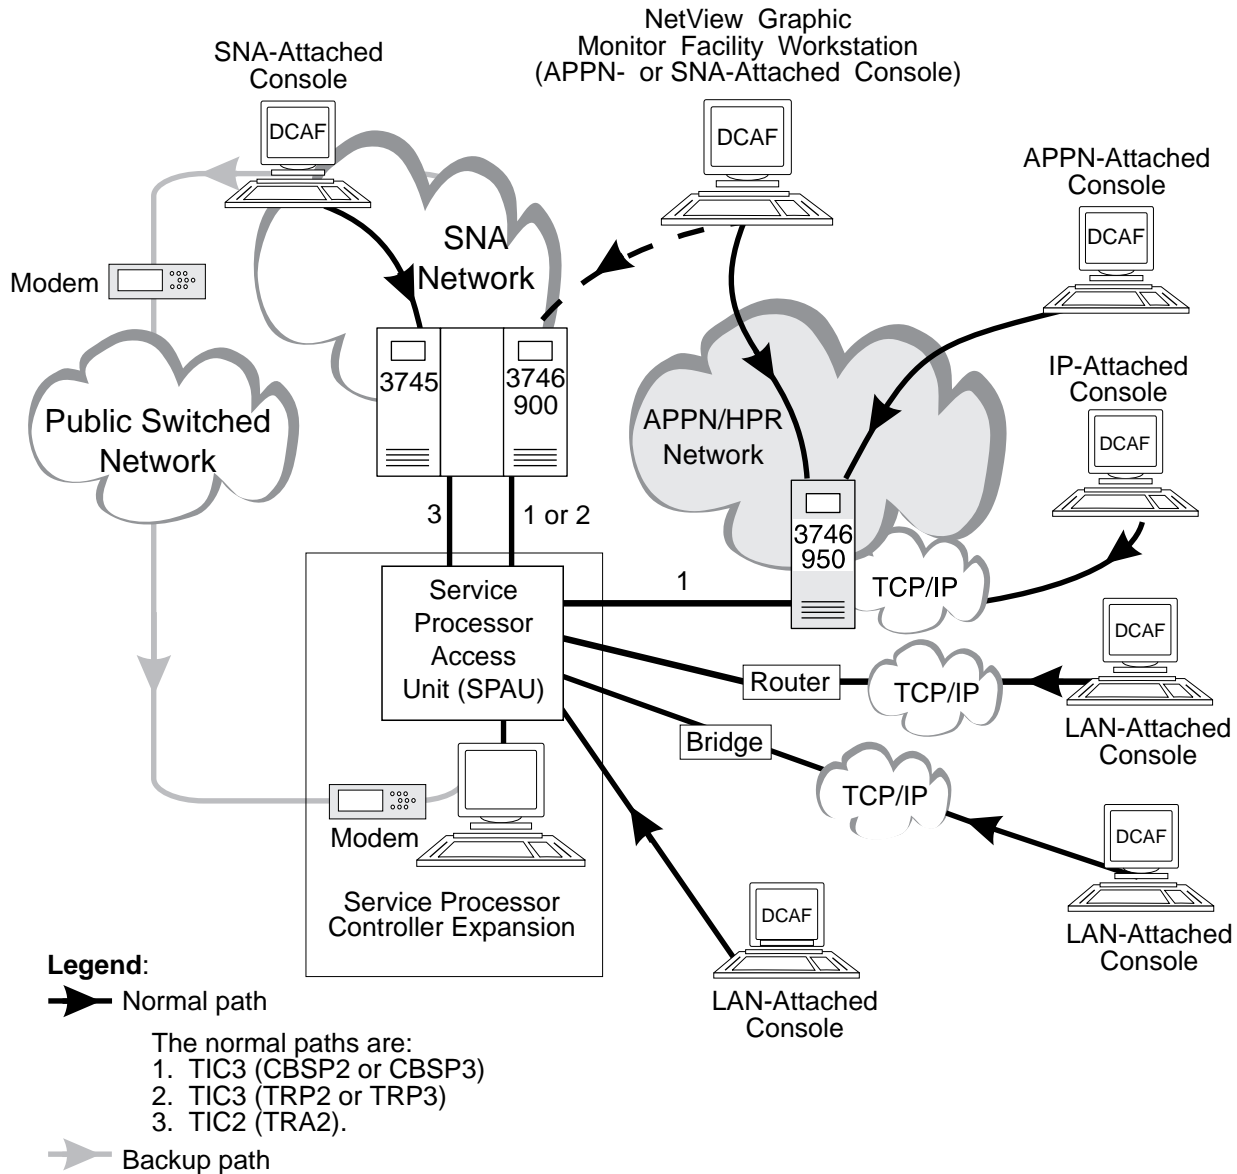 NetView Graphic
Monitor Facility Workstation
(APPN- or SNA-Attached Console)
SNA-Attached
Console
DCAF
DCAF
APPN-Attached
Console
DCAF
SNA
Network
Modem
3745
3746
900
IP-Attached
Console
DCAF
Public Switched
Network
APPN/HPR
Network
3
1 or 2
3746
950
TCP/IP
1
Service
Processor
Access
Unit (SPAU)
DCAF
Router
TCP/IP
LAN-Attached
Console
Bridge
TCP/IP
DCAF
LAN-Attached
Console
Modem
Service Processor
Controller Expansion
DCAF
LAN-Attached
Console
Legend:
Normal path
The normal paths are:
1. TIC3 (CBSP2 or CBSP3)
2. TIC3 (TRP2 or TRP3)
3. TIC2 (TRA2).
Backup path